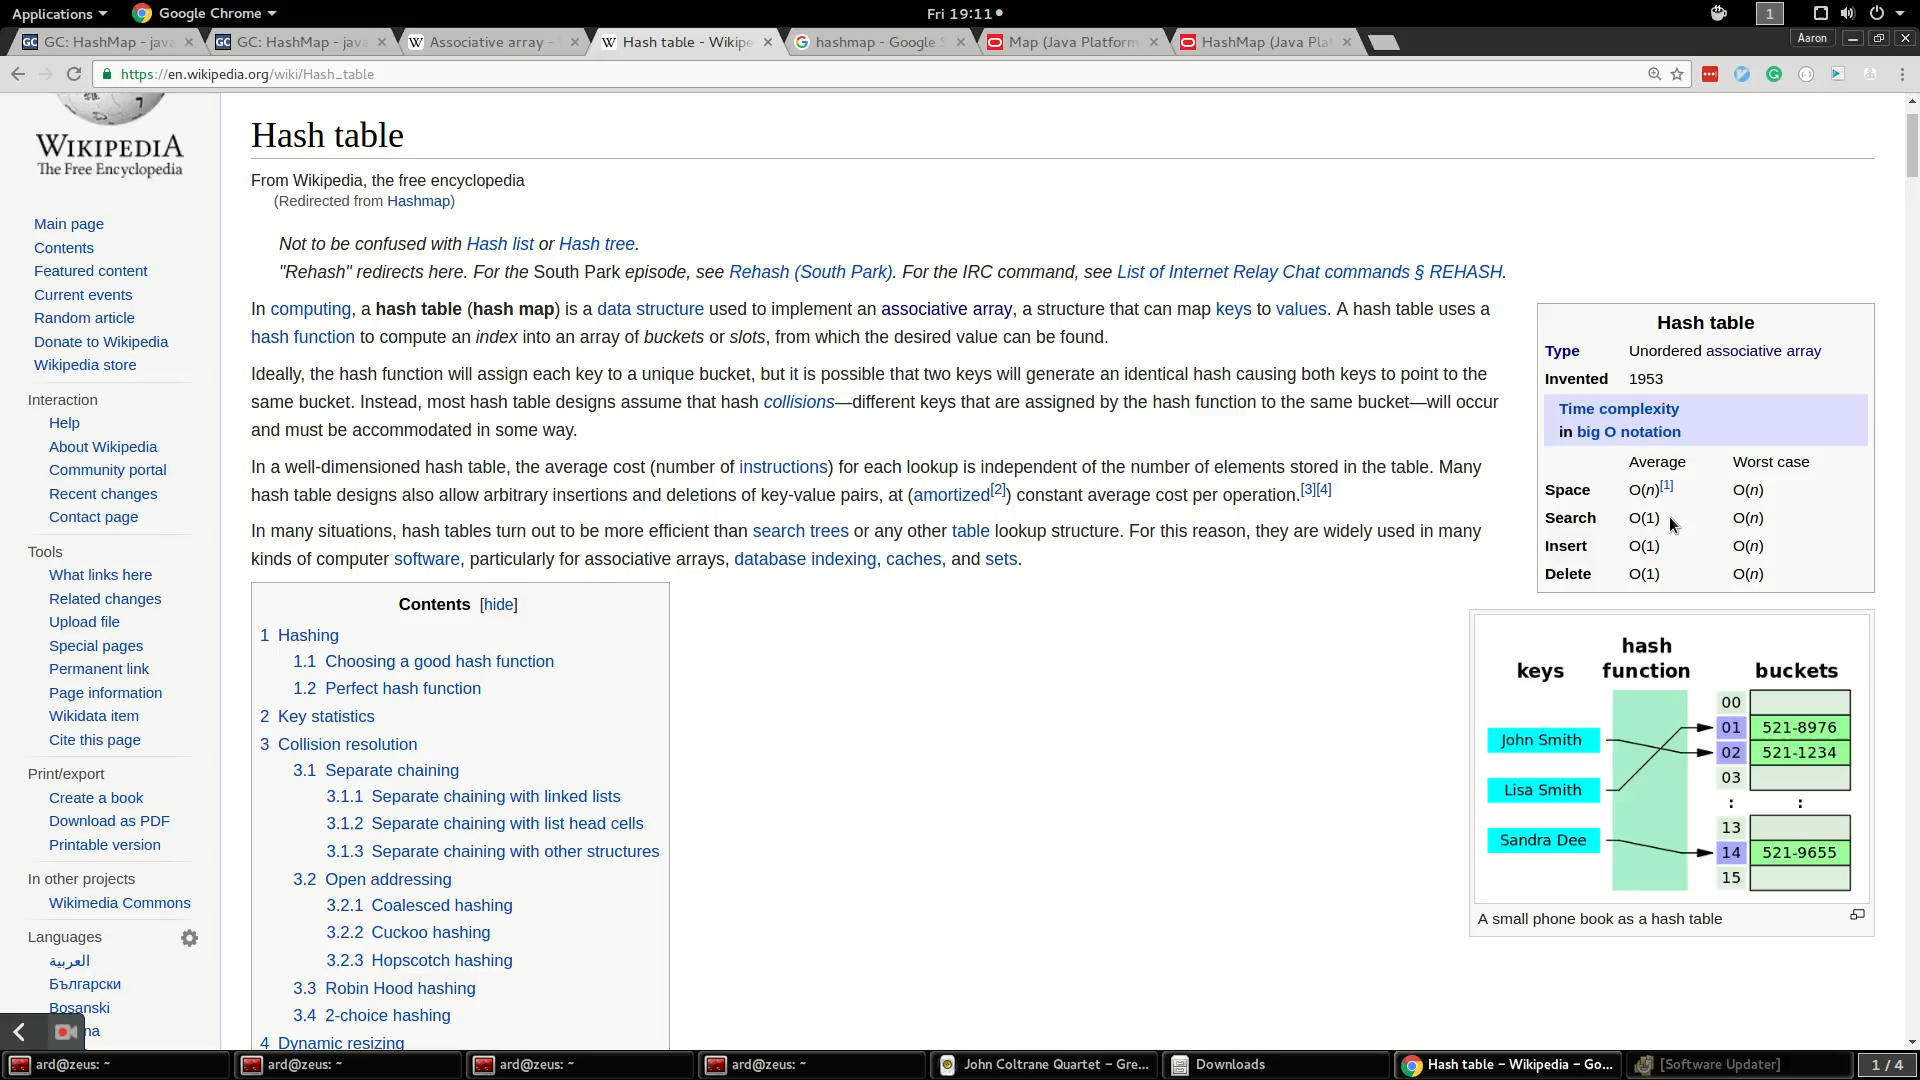 Applications
Google Chrome
Fri 19:11
1
GC: HashMap - java
GC: HashMap - java
Associative array -
Hash table - Wikipe
hashmap - Google S
Map (Java Platform
HashMap (Java Plat
Aaron
https://en.wikipedia.org/wiki/Hash_table
WIKIPEDIA
The Free Encyclopedia
Main page
Contents
Featured content
Current events
Random article
Donate to Wikipedia
Wikipedia store
Interaction
Help
About Wikipedia
Community portal
Recent changes
Contact page
Tools
What links here
Related changes
Upload file
Special pages
Permanent link
Page information
Wikidata item
Cite this page
Print/export
Create a book
Download as PDF
Printable version
In other projects
Wikimedia Commons
Languages
العربية
Български
Bosanski
na
Hash table
From Wikipedia, the free encyclopedia
(Redirected from Hashmap)
Not to be confused with Hash list or Hash tree.
"Rehash" redirects here. For the South Park episode, see Rehash (South Park). For the IRC command, see List of Internet Relay Chat commands § REHASH.
In computing, a hash table (hash map) is a data structure used to implement an associative array, a structure that can map keys to values. A hash table uses a
hash function to compute an index into an array of buckets or slots, from which the desired value can be found.
Ideally, the hash function will assign each key to a unique bucket, but it is possible that two keys will generate an identical hash causing both keys to point to the
same bucket. Instead, most hash table designs assume that hash collisions—different keys that are assigned by the hash function to the same bucket—will occur
and must be accommodated in some way.
In a well-dimensioned hash table, the average cost (number of instructions) for each lookup is independent of the number of elements stored in the table. Many
hash table designs also allow arbitrary insertions and deletions of key-value pairs, at (amortized[2]) constant average cost per operation.[3][4]
In many situations, hash tables turn out to be more efficient than search trees or any other table lookup structure. For this reason, they are widely used in many
kinds of computer software, particularly for associative arrays, database indexing, caches, and sets.
Contents [hide]
1 Hashing
1.1 Choosing a good hash function
1.2 Perfect hash function
2 Key statistics
3 Collision resolution
3.1 Separate chaining
3.1.1 Separate chaining with linked lists
3.1.2 Separate chaining with list head cells
3.1.3 Separate chaining with other structures
3.2 Open addressing
3.2.1 Coalesced hashing
3.2.2 Cuckoo hashing
3.2.3 Hopscotch hashing
3.3 Robin Hood hashing
3.4 2-choice hashing
4 Dynamic resizing
Hash table
Type Unordered associative array
Invented 1953
Time complexity
in big O notation
Average Worst case
Space O(n)[1] O(n)
Search O(1) O(n)
Insert O(1) O(n)
Delete O(1) O(n)
keys
hash
function
buckets
John Smith
Lisa Smith
Sandra Dee
00
01 521-8976
02 521-1234
03
: :
13
14 521-9655
15
A small phone book as a hash table
ard@zeus: ~
ard@zeus: ~
ard@zeus: ~
ard@zeus: ~
John Coltrane Quartet – Gre...
Downloads
Hash table – Wikipedia – Go...
[Software Updater]
1 / 4